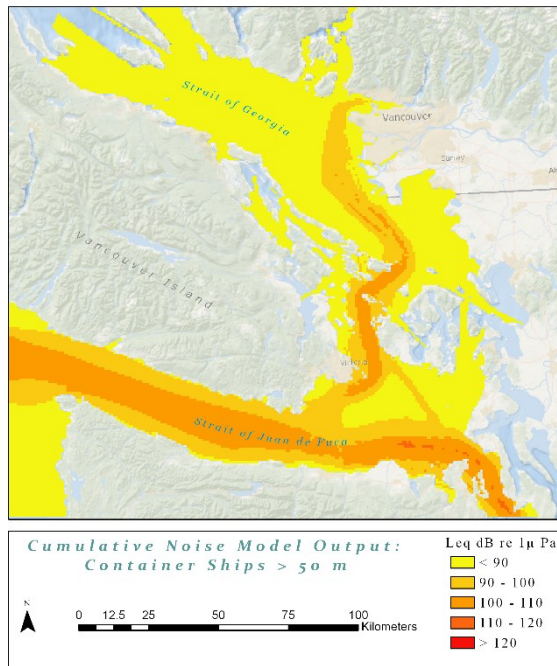 Strait of Georgia
Vancouver
Surrey
Vancouver Island
Victoria
Strait of Juan de Fuca
Cumulative Noise Model Output:
Container Ships > 50 m
N
0 12.5 25 50 75 100
Kilometers
Leq dB re 1µ Pa
< 90
90 - 100
100 - 110
110 - 120
> 120